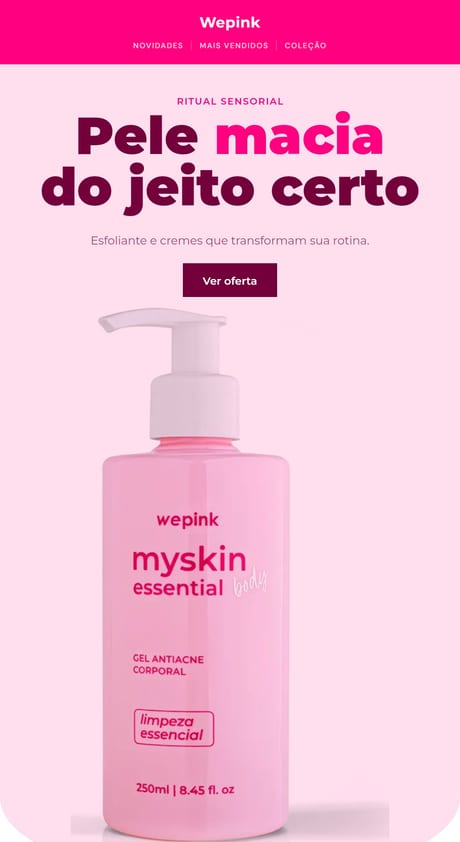 Wepink
NOVIDADES | MAIS VENDIDOS | COLEÇÃO
RITUAL SENSORIAL
Pele macia
do jeito certo
Esfoliante e cremes que transformam sua rotina.
Ver oferta
wepink
myskin
essential body
GEL ANTIACNE
CORPORAL
limpeza
essencial
250ml | 8.45 fl. oz